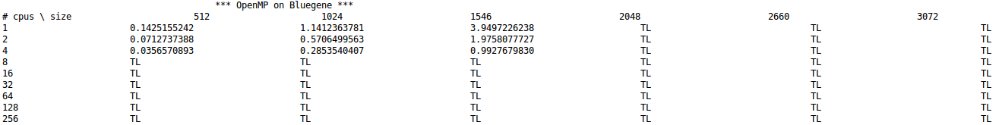 *** OpenMP on Bluegene ***
# cpus \ size 512 1024 1546 2048 2660 3072
1 0.1425155242 1.1412363781 3.9497226238 TL TL TL
2 0.0712737388 0.5706499563 1.9758077727 TL TL TL
4 0.0356570893 0.2853540407 0.9927679830 TL TL TL
8 TL TL TL TL TL TL
16 TL TL TL TL TL TL
32 TL TL TL TL TL TL
64 TL TL TL TL TL TL
128 TL TL TL TL TL TL
256 TL TL TL TL TL TL